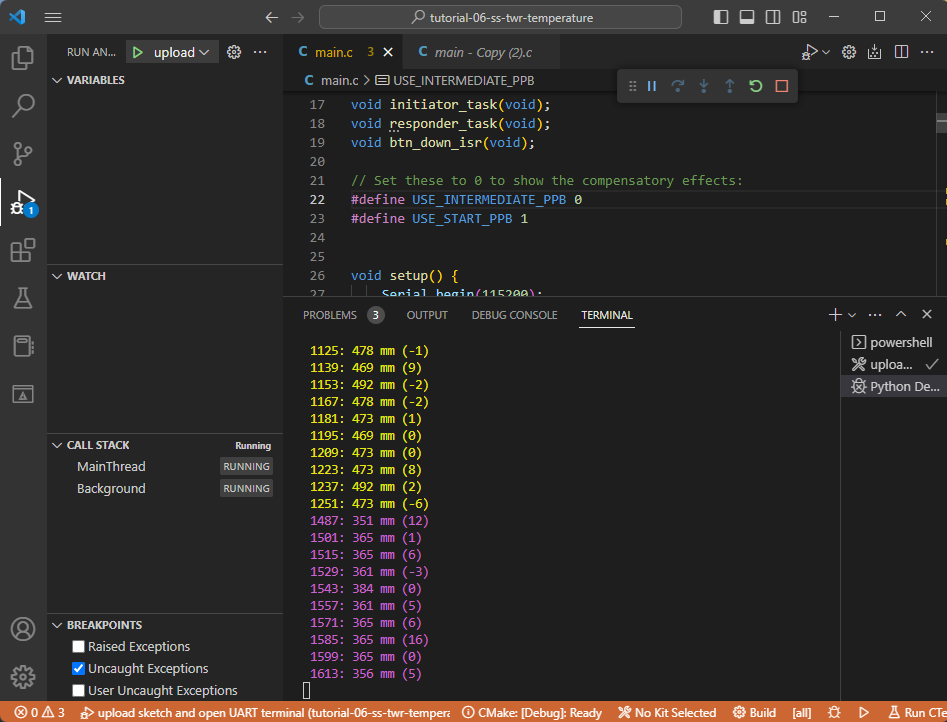 tutorial-06-ss-twr-temperature
RUN AN... upload
main.c 3
main - Copy (2).c
main.c > USE_INTERMEDIATE_PPB
VARIABLES
17 void initiator_task(void);
18 void responder_task(void);
19 void btn_down_isr(void);
20
21 // Set these to 0 to show the compensatory effects:
22 #define USE_INTERMEDIATE_PPB 0
23 #define USE_START_PPB 1
24
25
26 void setup() {
27 Serial.begin(115200);
1
WATCH
CALL STACK Running
MainThread RUNNING
Background RUNNING
BREAKPOINTS
Raised Exceptions
Uncaught Exceptions
User Uncaught Exceptions
PROBLEMS 3 OUTPUT DEBUG CONSOLE TERMINAL
1125: 478 mm (-1)
1139: 469 mm (9)
1153: 492 mm (-2)
1167: 478 mm (-2)
1181: 473 mm (1)
1195: 469 mm (0)
1209: 473 mm (0)
1223: 473 mm (8)
1237: 492 mm (2)
1251: 473 mm (-6)
1487: 351 mm (12)
1501: 365 mm (1)
1515: 365 mm (6)
1529: 361 mm (-3)
1543: 384 mm (0)
1557: 361 mm (5)
1571: 365 mm (6)
1585: 365 mm (16)
1599: 365 mm (0)
1613: 356 mm (5)
powershell
uploa...
Python De...
0 3 upload sketch and open UART terminal (tutorial-06-ss-twr-tempera CMake: [Debug]: Ready No Kit Selected Build [all] Run CTe